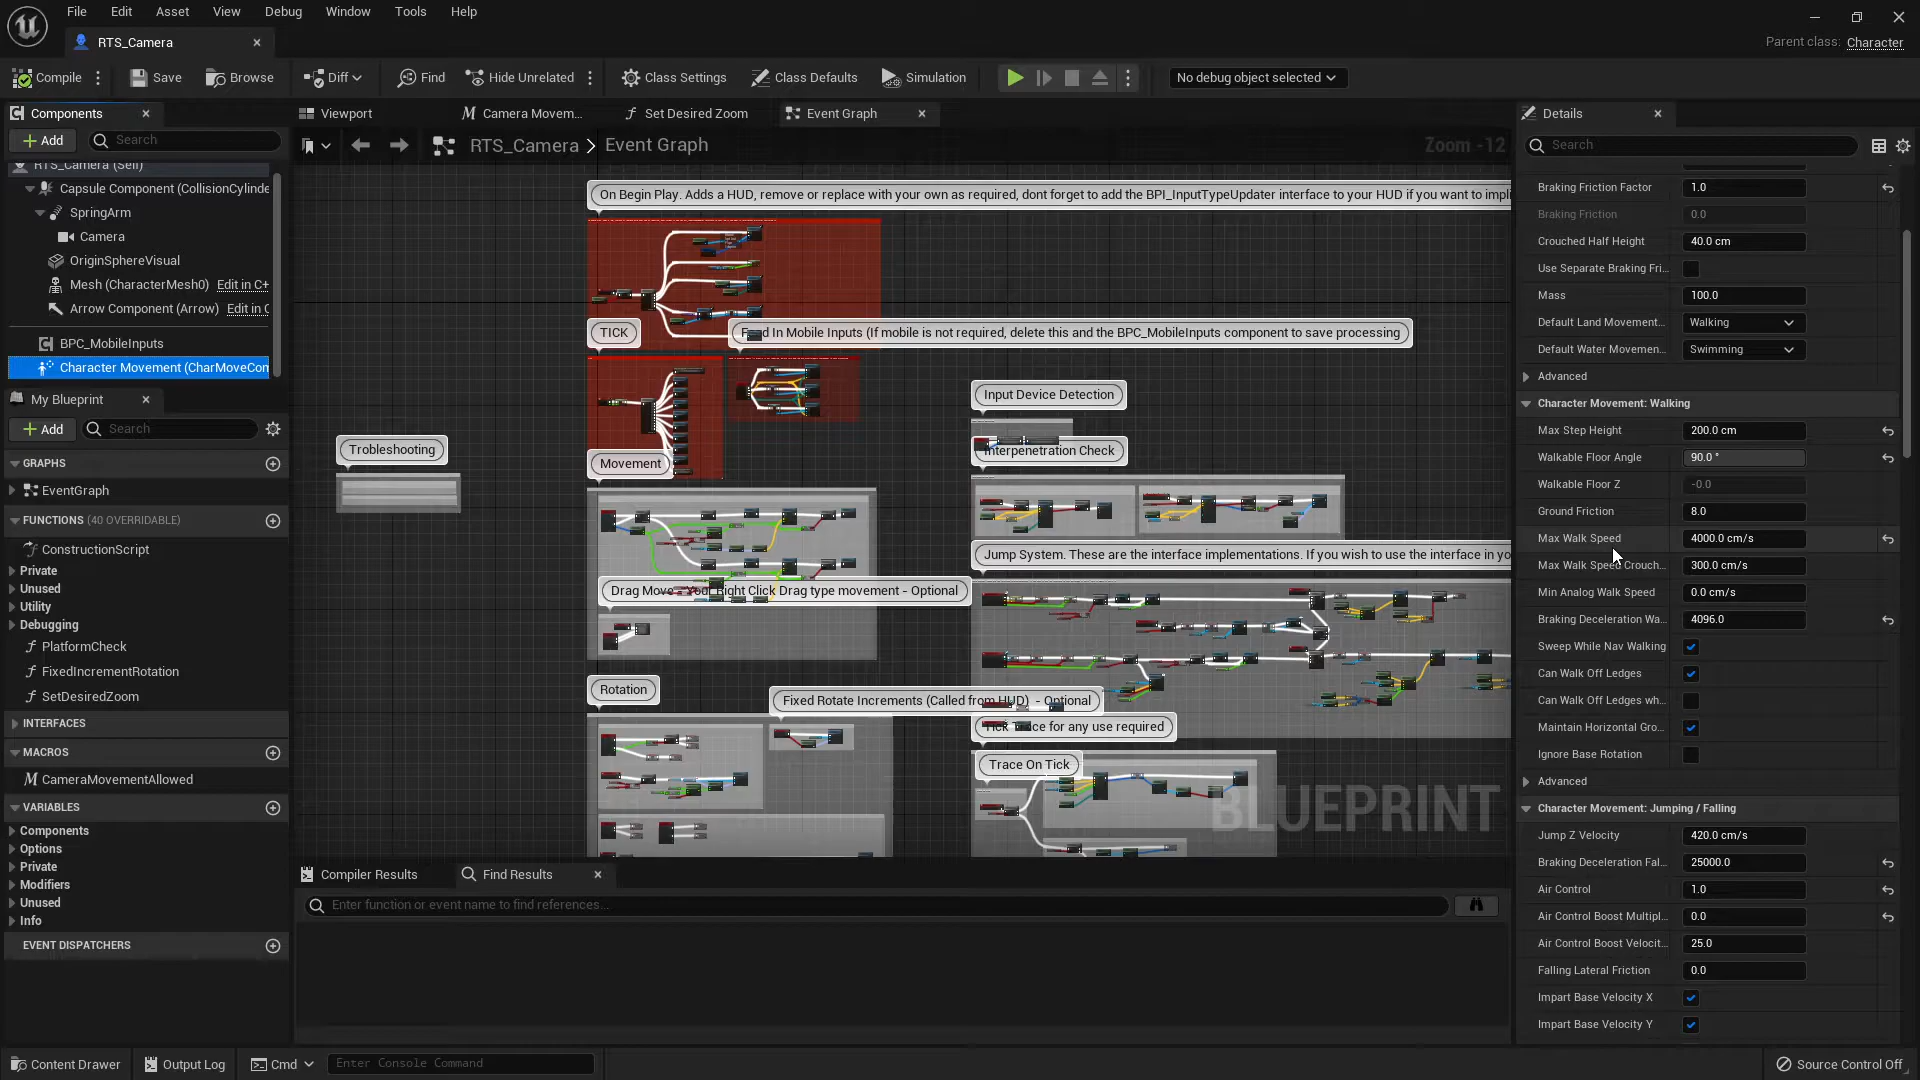 File Edit Asset View Debug Window Tools Help
RTS_Camera
Parent class: Character
Compile Save Browse Diff Find Hide Unrelated Class Settings Class Defaults Simulation No debug object selected
Components
Add Search
RTS_Camera (Self)
Capsule Component (CollisionCylinde
SpringArm
Camera
OriginSphereVisual
Mesh (CharacterMesh0) Edit in C+
Arrow Component (Arrow) Edit in C
BPC_MobileInputs
Character Movement (CharMoveCon
My Blueprint
Add Search
GRAPHS
EventGraph
FUNCTIONS (40 OVERRIDABLE)
ConstructionScript
Private
Unused
Utility
Debugging
PlatformCheck
FixedIncrementRotation
SetDesiredZoom
INTERFACES
MACROS
CameraMovementAllowed
VARIABLES
Components
Options
Private
Modifiers
Unused
Info
EVENT DISPATCHERS
Viewport Camera Movem... Set Desired Zoom Event Graph
RTS_Camera > Event Graph Zoom -12
On Begin Play. Adds a HUD, remove or replace with your own as required, dont forget to add the BPI_InputTypeUpdater interface to your HUD if you want to impl
TICK
In Mobile Inputs (If mobile is not required, delete this and the BPC_MobileInputs component to save processing
Input Device Detection
Trobleshooting
Interpenetration Check
Movement
Jump System. These are the interface implementations. If you wish to use the interface in yo
Drag Move - Your Right Click Drag type movement - Optional
Rotation
Fixed Rotate Increments (Called from HUD) - Optional
Tick Trace for any use required
Trace On Tick
BLUEPRINT
Compiler Results Find Results
Enter function or event name to find references...
Details
Search
Braking Friction Factor 1.0
Braking Friction 0.0
Crouched Half Height 40.0 cm
Use Separate Braking Fri...
Mass 100.0
Default Land Movement... Walking
Default Water Movemen... Swimming
Advanced
Character Movement: Walking
Max Step Height 200.0 cm
Walkable Floor Angle 90.0 °
Walkable Floor Z -0.0
Ground Friction 8.0
Max Walk Speed 4000.0 cm/s
Max Walk Speed Crouch... 300.0 cm/s
Min Analog Walk Speed 0.0 cm/s
Braking Deceleration Wa... 4096.0
Sweep While Nav Walking
Can Walk Off Ledges
Can Walk Off Ledges wh...
Maintain Horizontal Gro...
Ignore Base Rotation
Advanced
Character Movement: Jumping / Falling
Jump Z Velocity 420.0 cm/s
Braking Deceleration Fal... 25000.0
Air Control 1.0
Air Control Boost Multipl... 0.0
Air Control Boost Velocit... 25.0
Falling Lateral Friction 0.0
Impart Base Velocity X
Impart Base Velocity Y
Content Drawer Output Log Cmd Enter Console Command Source Control Off